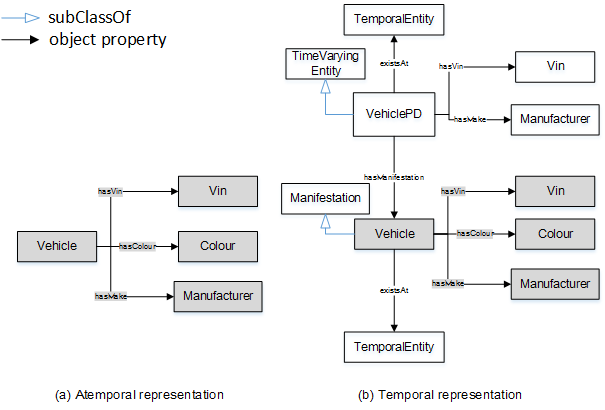 subClassOf
object property
TemporalEntity
TimeVarying
Entity
existsAt
hasVin
Vin
VehiclePD
hasMake
Manufacturer
hasManifestation
Manifestation
hasVin
Vin
Vehicle
hasColour
Colour
hasMake
Manufacturer
existsAt
TemporalEntity
hasVin
Vin
Vehicle
hasColour
Colour
hasMake
Manufacturer
(a) Atemporal representation
(b) Temporal representation